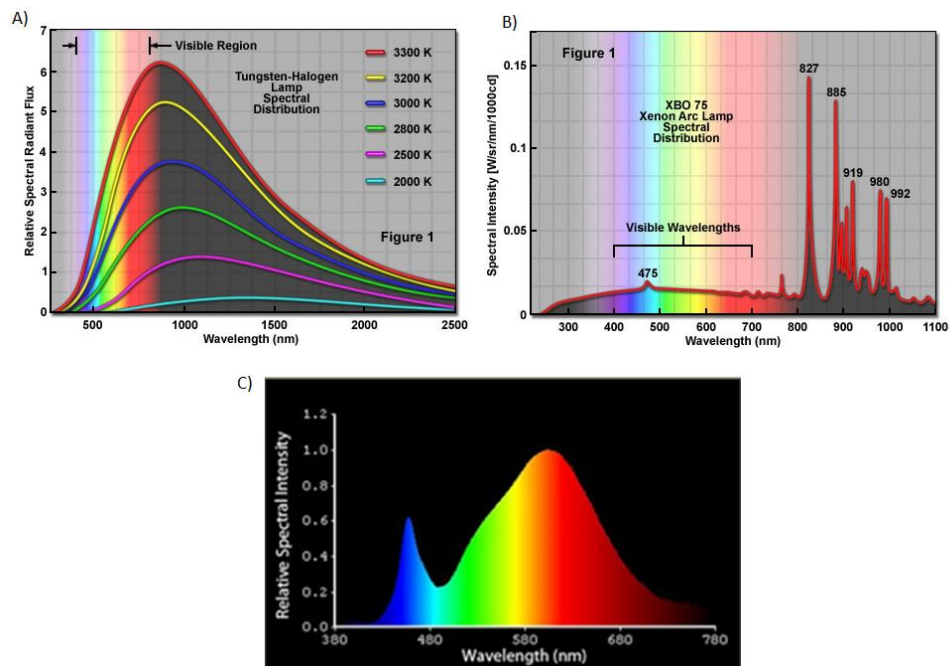 A)
7
6
5
4
3
2
1
0
Relative Spectral Radiant Flux
Visible Region
Tungsten-Halogen
Lamp
Spectral
Distribution
3300 K
3200 K
3000 K
2800 K
2500 K
2000 K
Figure 1
500
1000
1500
2000
2500
Wavelength (nm)
B)
Spectral Intensity [W/sr/nm/1000cd]
0.15
0.1
0.05
0
Figure 1
XBO 75
Xenon Arc Lamp
Spectral
Distribution
Visible Wavelengths
475
827
885
919
980
992
300
400
500
600
700
800
900
1000
1100
Wavelength (nm)
C)
Relative Spectral Intensity
1.2
1.0
0.8
0.6
0.4
0.2
0.0
380
480
580
680
780
Wavelength (nm)